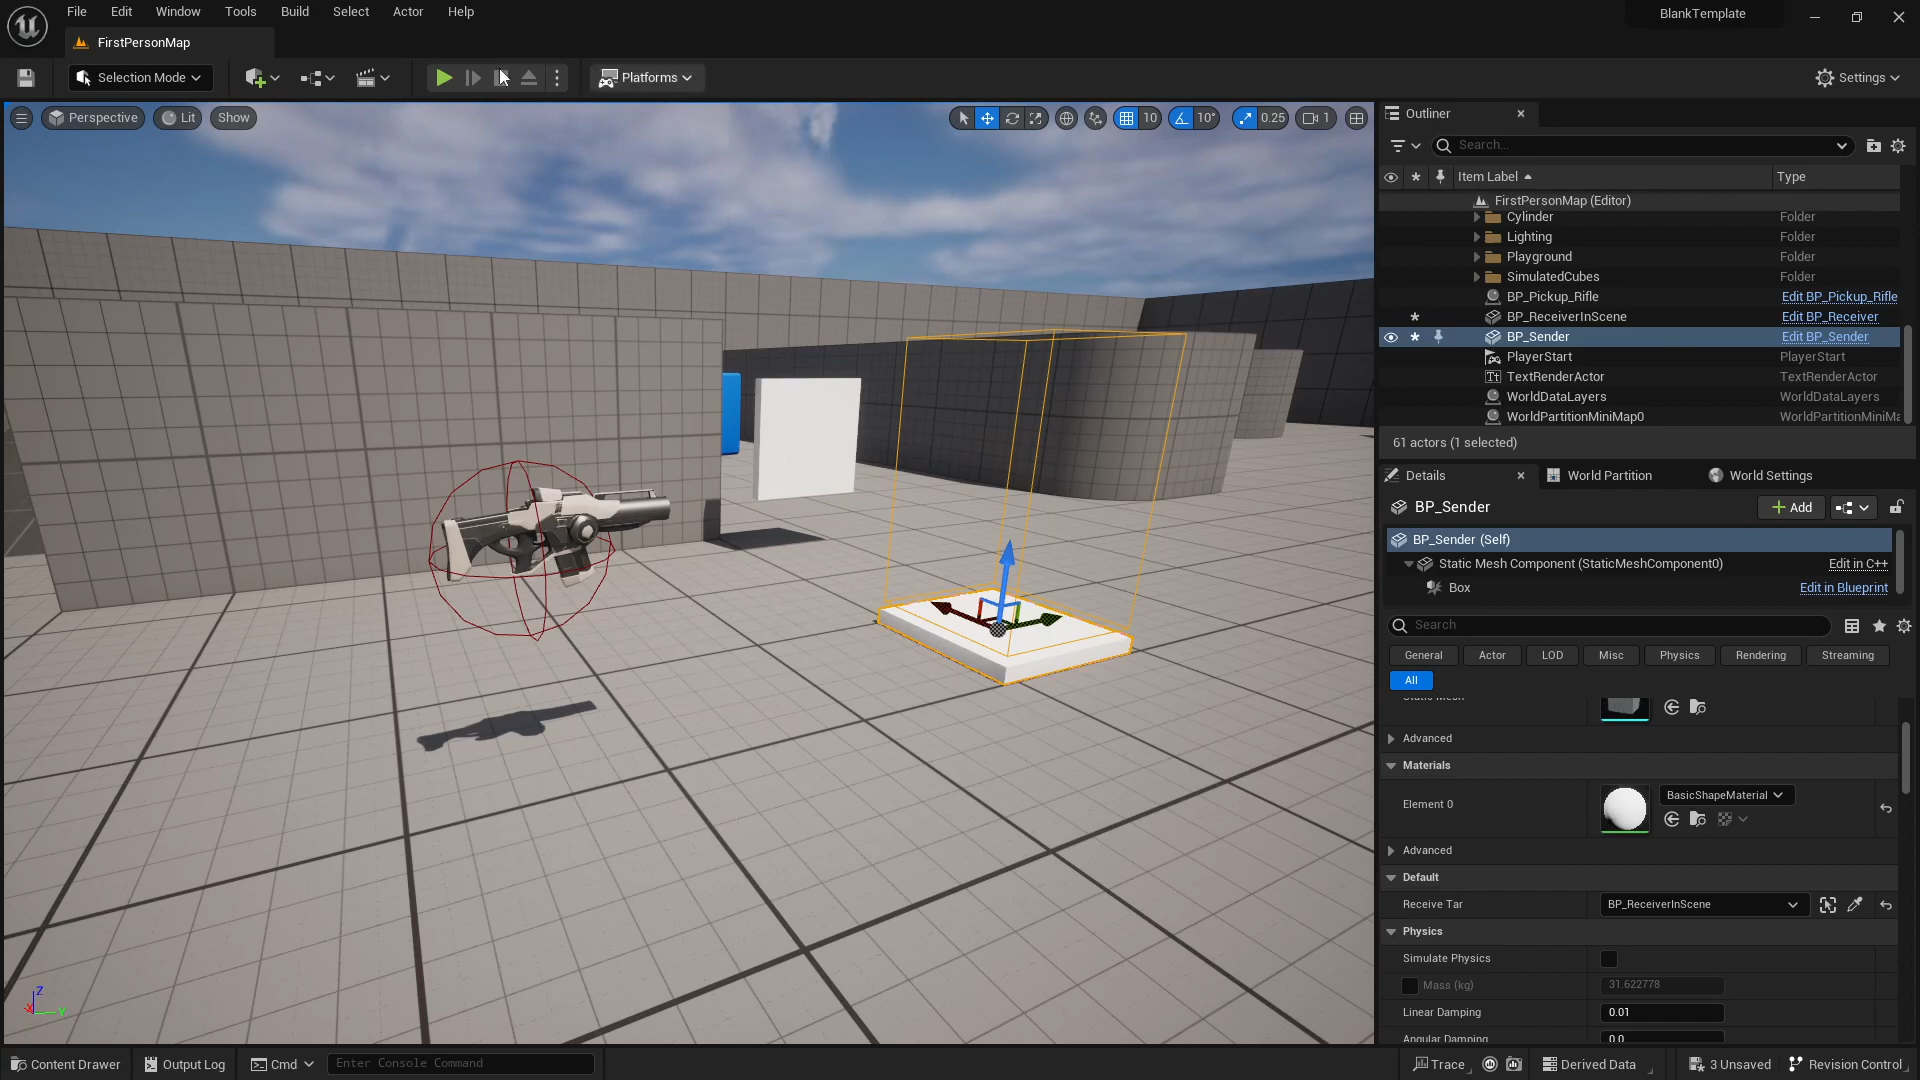 File Edit Window Tools Build Select Actor Help
BlankTemplate
FirstPersonMap
Selection Mode
Platforms
Settings
Perspective Lit Show
10 10° 0.25 1
Outliner
Search...
Item Label Type
FirstPersonMap (Editor)
Cylinder Folder
Lighting Folder
Playground Folder
SimulatedCubes Folder
BP_Pickup_Rifle Edit BP_Pickup_Rifle
BP_ReceiverInScene Edit BP_Receiver
BP_Sender Edit BP_Sender
PlayerStart PlayerStart
TextRenderActor TextRenderActor
WorldDataLayers WorldDataLayers
WorldPartitionMiniMap0 WorldPartitionMiniMa
61 actors (1 selected)
Details World Partition World Settings
BP_Sender Add
BP_Sender (Self)
Static Mesh Component (StaticMeshComponent0) Edit in C++
Box Edit in Blueprint
Search
General Actor LOD Misc Physics Rendering Streaming
All
Advanced
Materials
Element 0 BasicShapeMaterial
Advanced
Default
Receive Tar BP_ReceiverInScene
Physics
Simulate Physics
Mass (kg) 31.622778
Linear Damping 0.01
Angular Damping 0.0
Z
X
Y
Content Drawer Output Log Cmd Enter Console Command
Trace Derived Data 3 Unsaved Revision Control